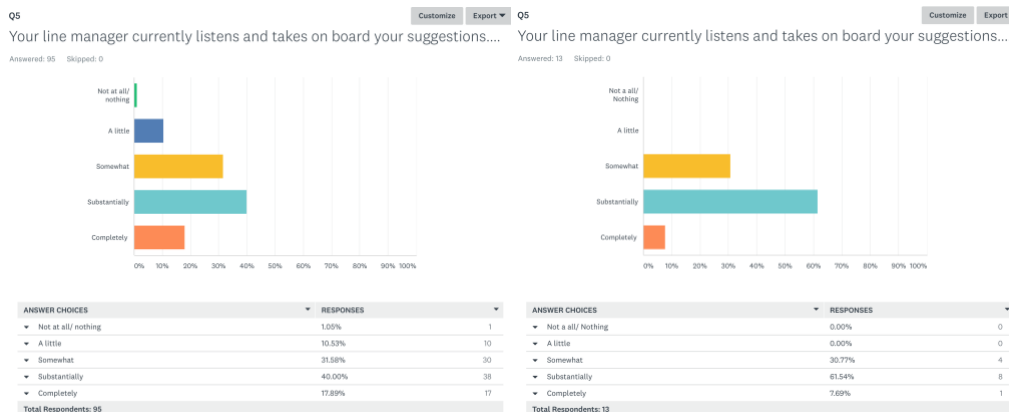 Q5
Customize
Export
Your line manager currently listens and takes on board your suggestions....
Answered: 95 Skipped: 0
Not at all/
nothing
A little
Somewhat
Substantially
Completely
0% 10% 20% 30% 40% 50% 60% 70% 80% 90% 100%
ANSWER CHOICES RESPONSES
Not at all/ nothing 1.05% 1
A little 10.53% 10
Somewhat 31.58% 30
Substantially 40.00% 38
Completely 17.89% 17
Total Respondents: 95
Q5
Customize
Export
Your line manager currently listens and takes on board your suggestions...
Answered: 13 Skipped: 0
Not a all/
Nothing
A little
Somewhat
Substantially
Completely
0% 10% 20% 30% 40% 50% 60% 70% 80% 90% 100%
ANSWER CHOICES RESPONSES
Not a all/ Nothing 0.00% 0
A little 0.00% 0
Somewhat 30.77% 4
Substantially 61.54% 8
Completely 7.69% 1
Total Respondents: 13